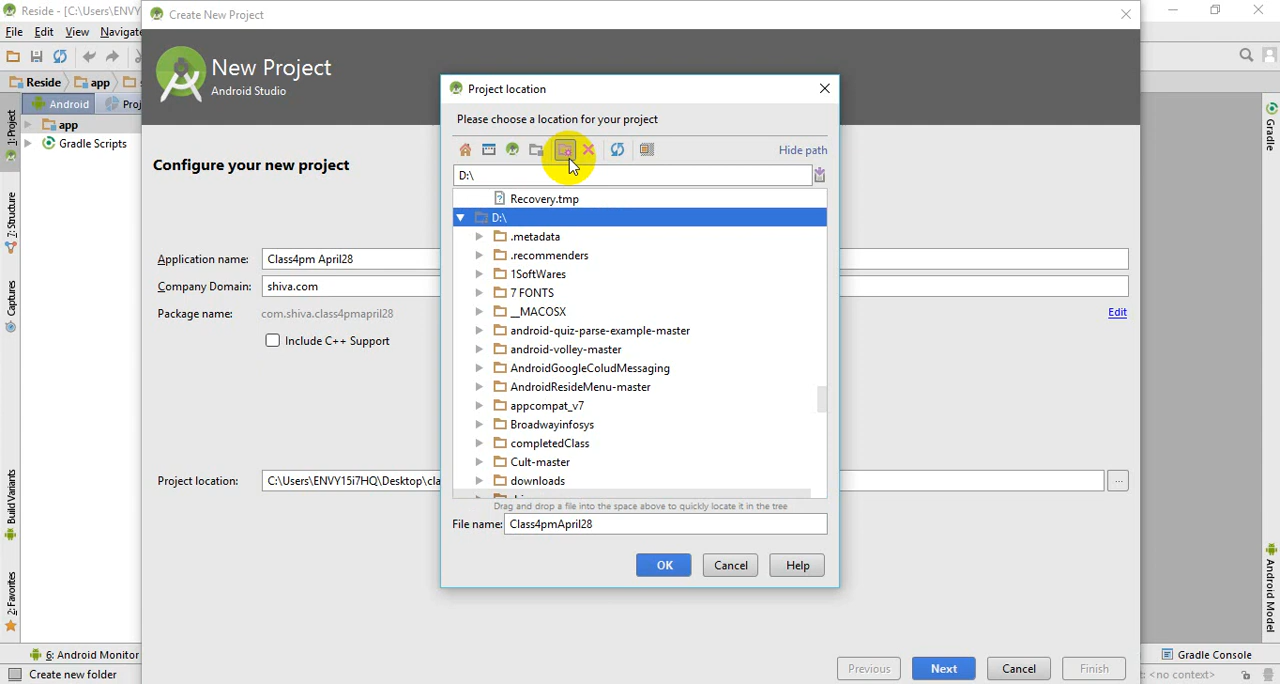 Reside - [C:\Users\ENVY
Create New Project
File Edit View Navigate
New Project
Android Studio
Reside app
Android Proj
app
Gradle Scripts
1: Project
7: Structure
Captures
Build Variants
2: Favorites
Configure your new project
Application name: Class4pm April28
Company Domain: shiva.com
Package name: com.shiva.class4pmapril28
Edit
Include C++ Support
Project location: C:\Users\ENVY15i7HQ\Desktop\cla
...
Project location
Please choose a location for your project
Hide path
D:\
Recovery.tmp
D:\
.metadata
.recommenders
1SoftWares
7 FONTS
__MACOSX
android-quiz-parse-example-master
android-volley-master
AndroidGoogleColudMessaging
AndroidResideMenu-master
appcompat_v7
Broadwayinfosys
completedClass
Cult-master
downloads
Drag and drop a file into the space above to quickly locate it in the tree
File name: Class4pmApril28
OK Cancel Help
Previous Next Cancel Finish
Gradle
Android Model
6: Android Monitor
Gradle Console
Create new folder
: <no context>